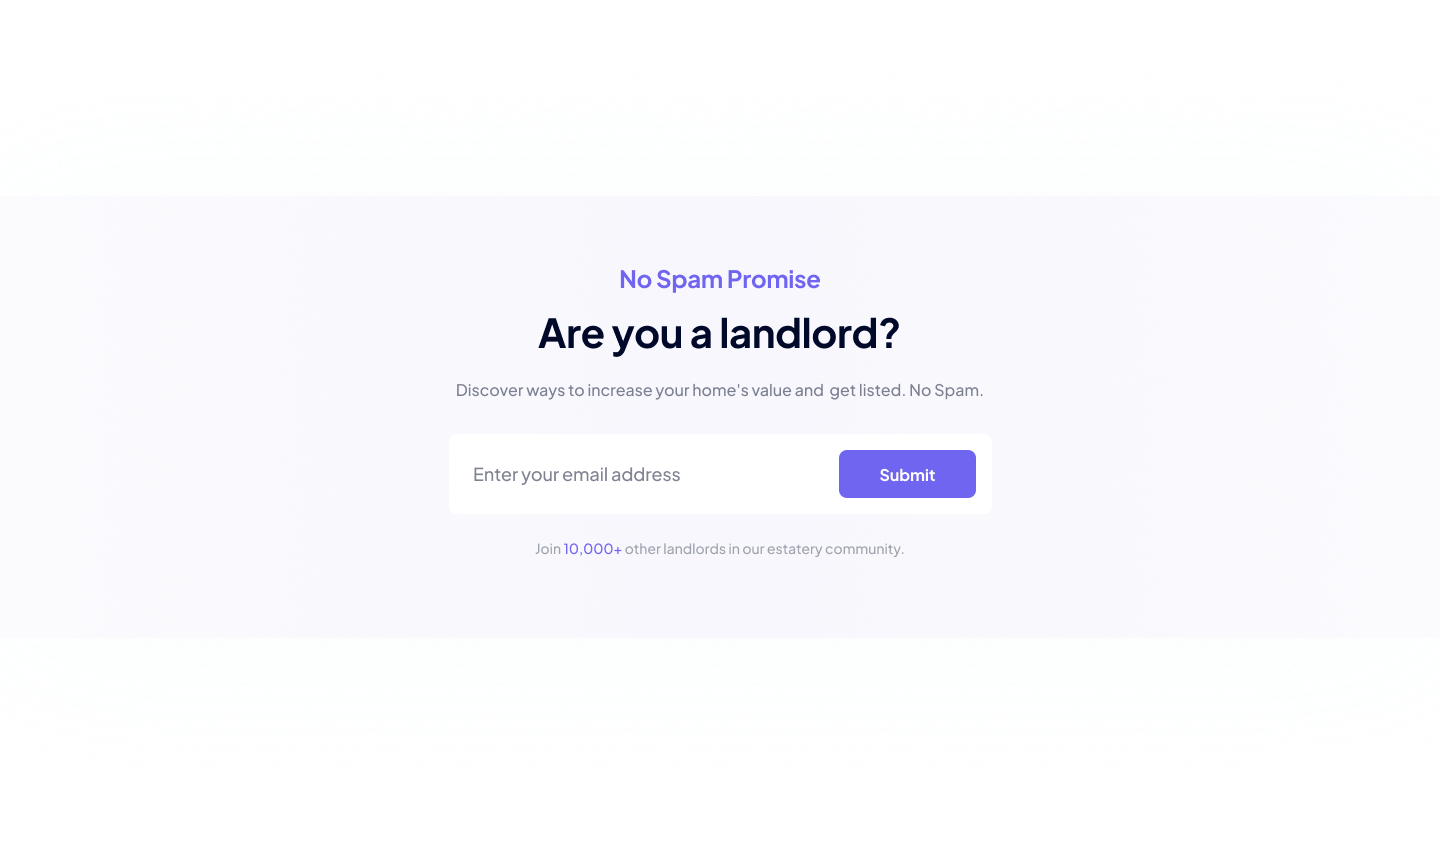 No Spam Promise
Are you a landlord?
Discover ways to increase your home's value and get listed. No Spam.
Enter your email address
Submit
Join 10,000+ other landlords in our estatery community.